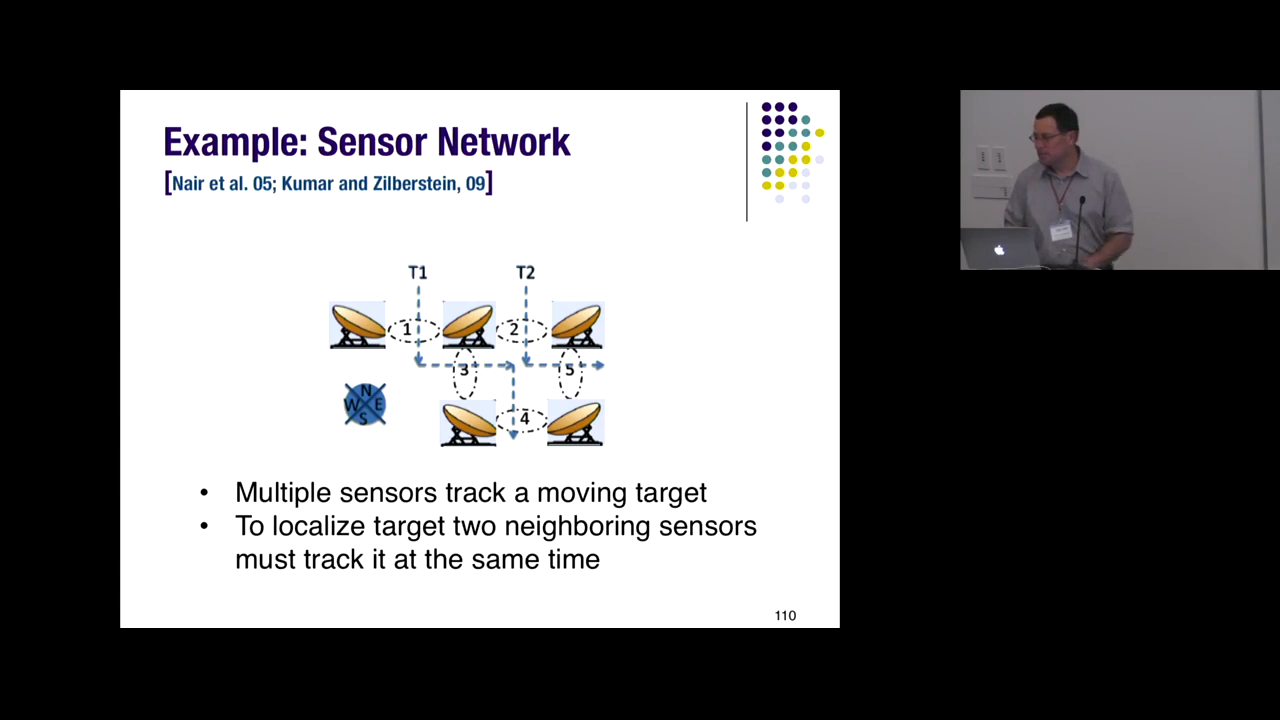 Example: Sensor Network
[Nair et al. 05; Kumar and Zilberstein, 09]
T1 T2
1 2
3 5
N
W E
S
4
• Multiple sensors track a moving target
• To localize target two neighboring sensors
must track it at the same time
110